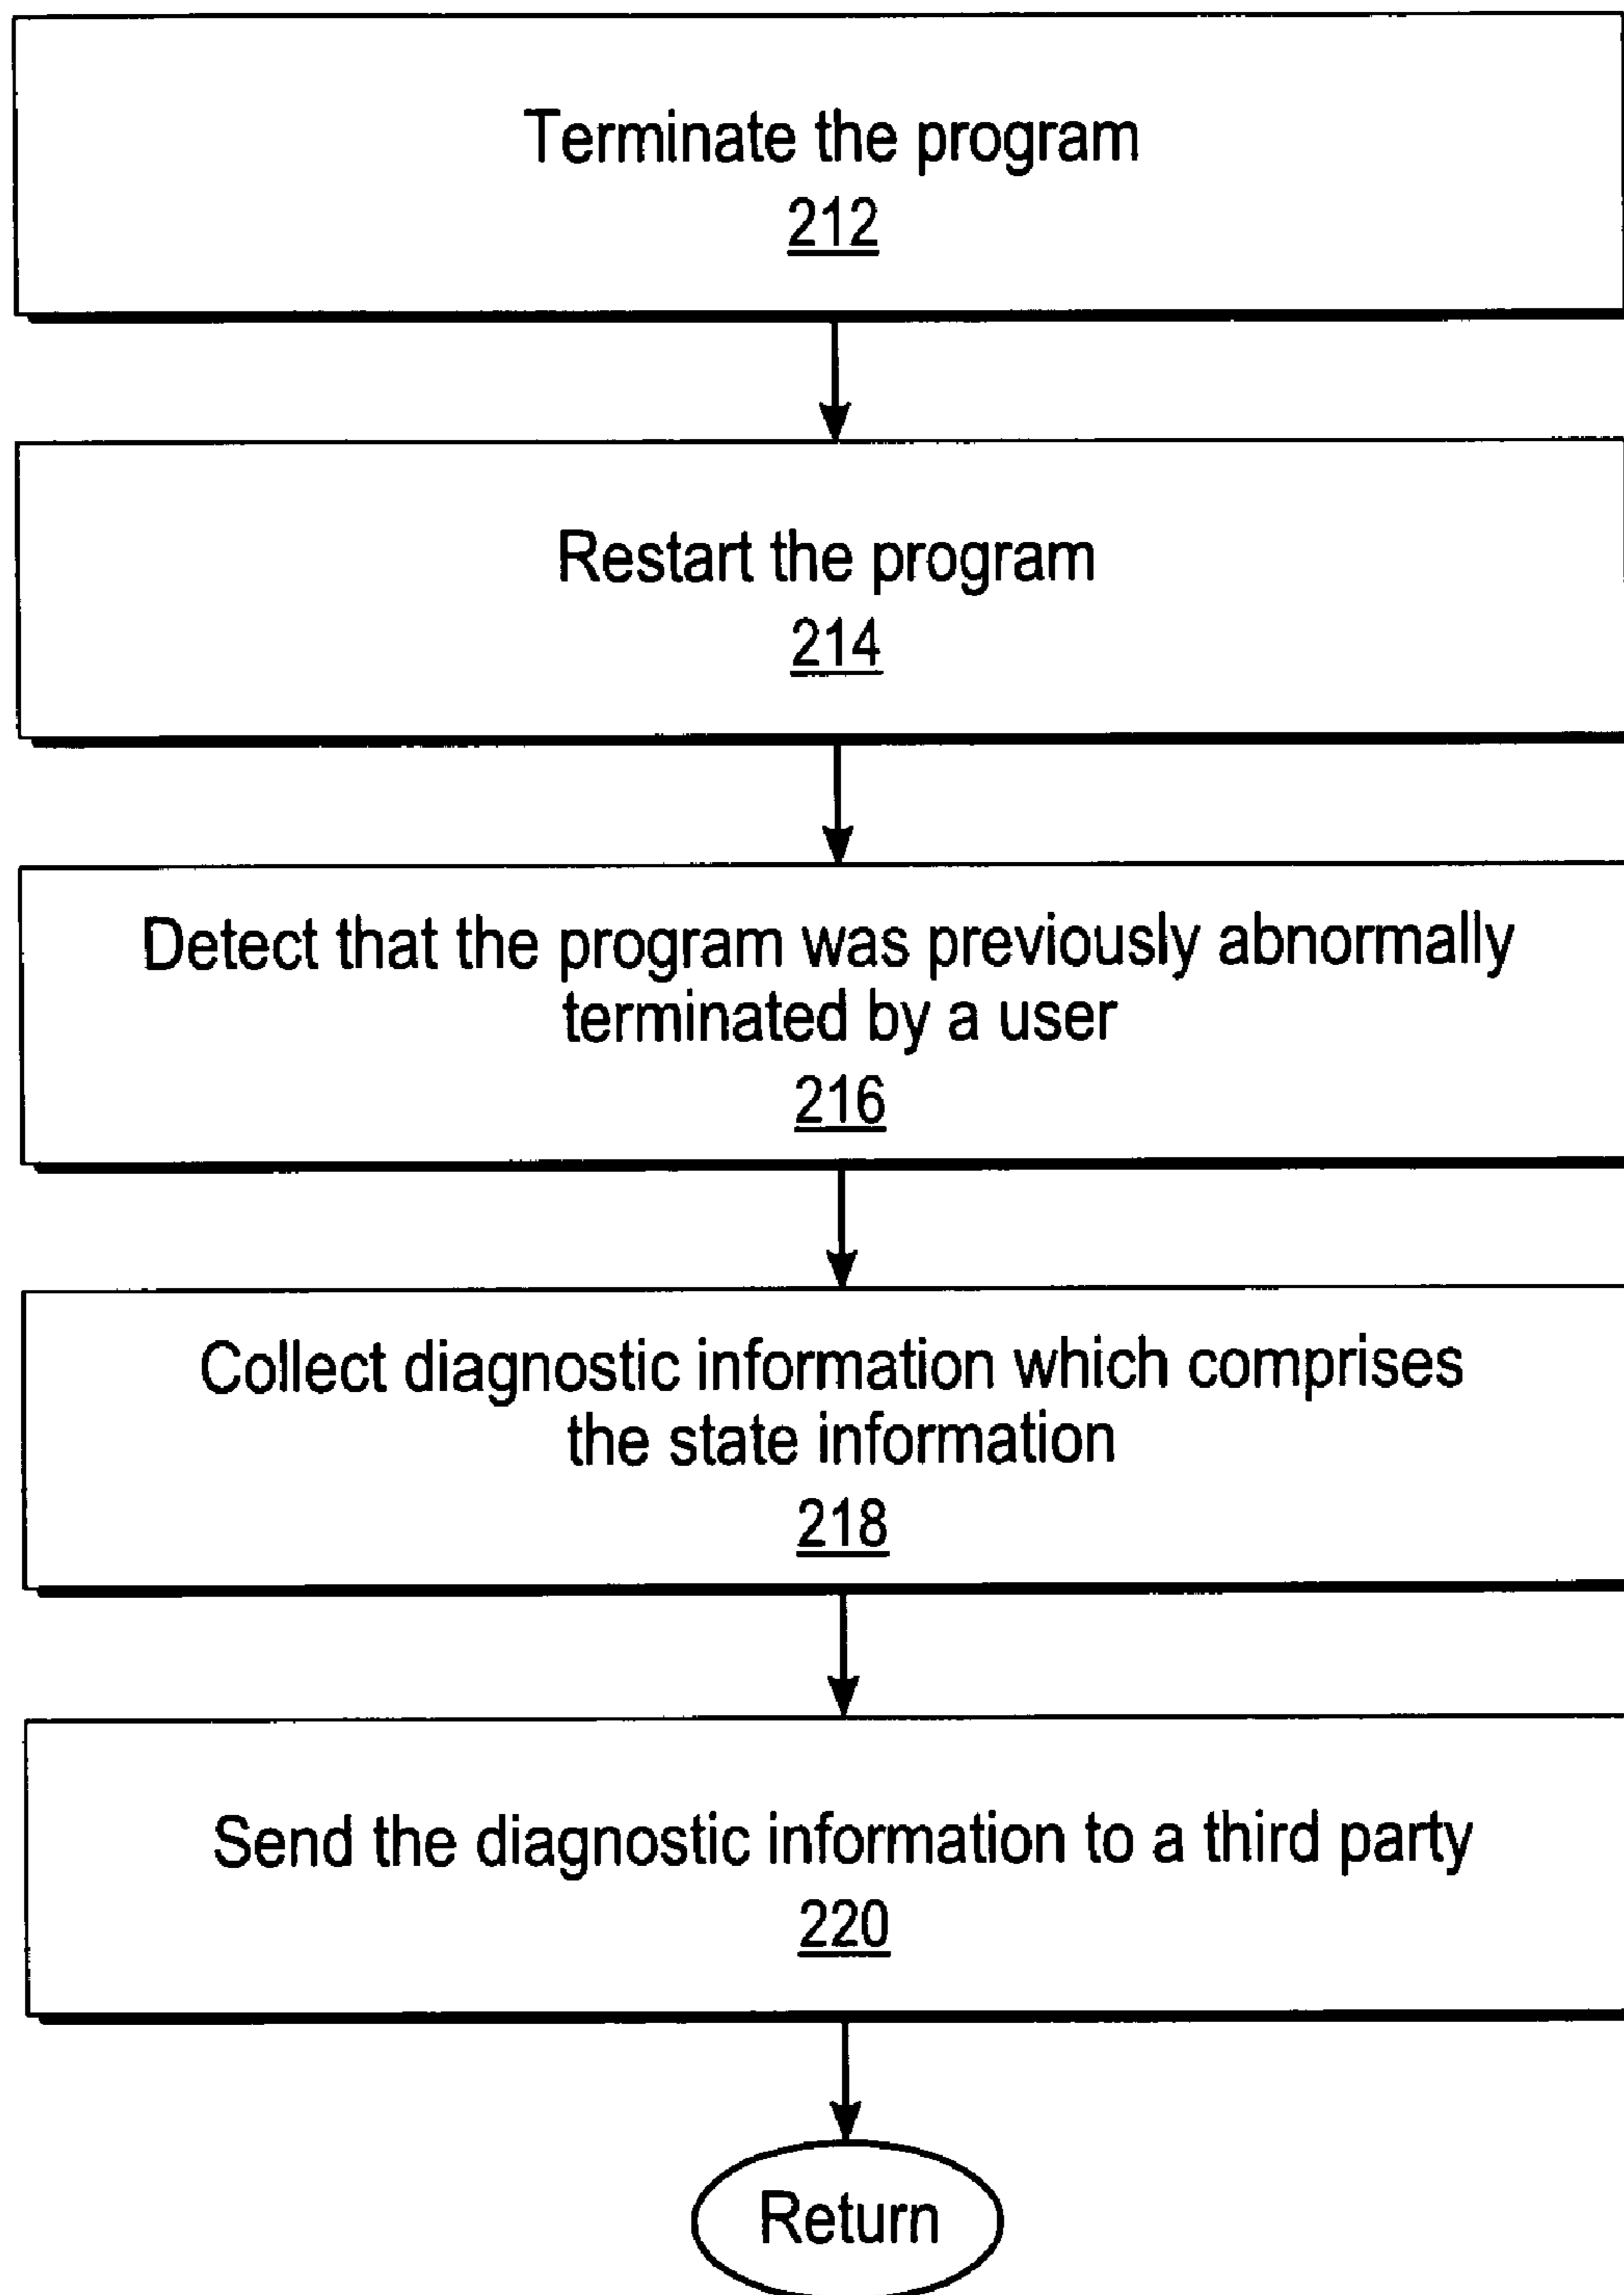 Terminate the program
212
Restart the program
214
Detect that the program was previously abnormally
terminated by a user
216
Collect diagnostic information which comprises
the state information
218
Send the diagnostic information to a third party
220
Return